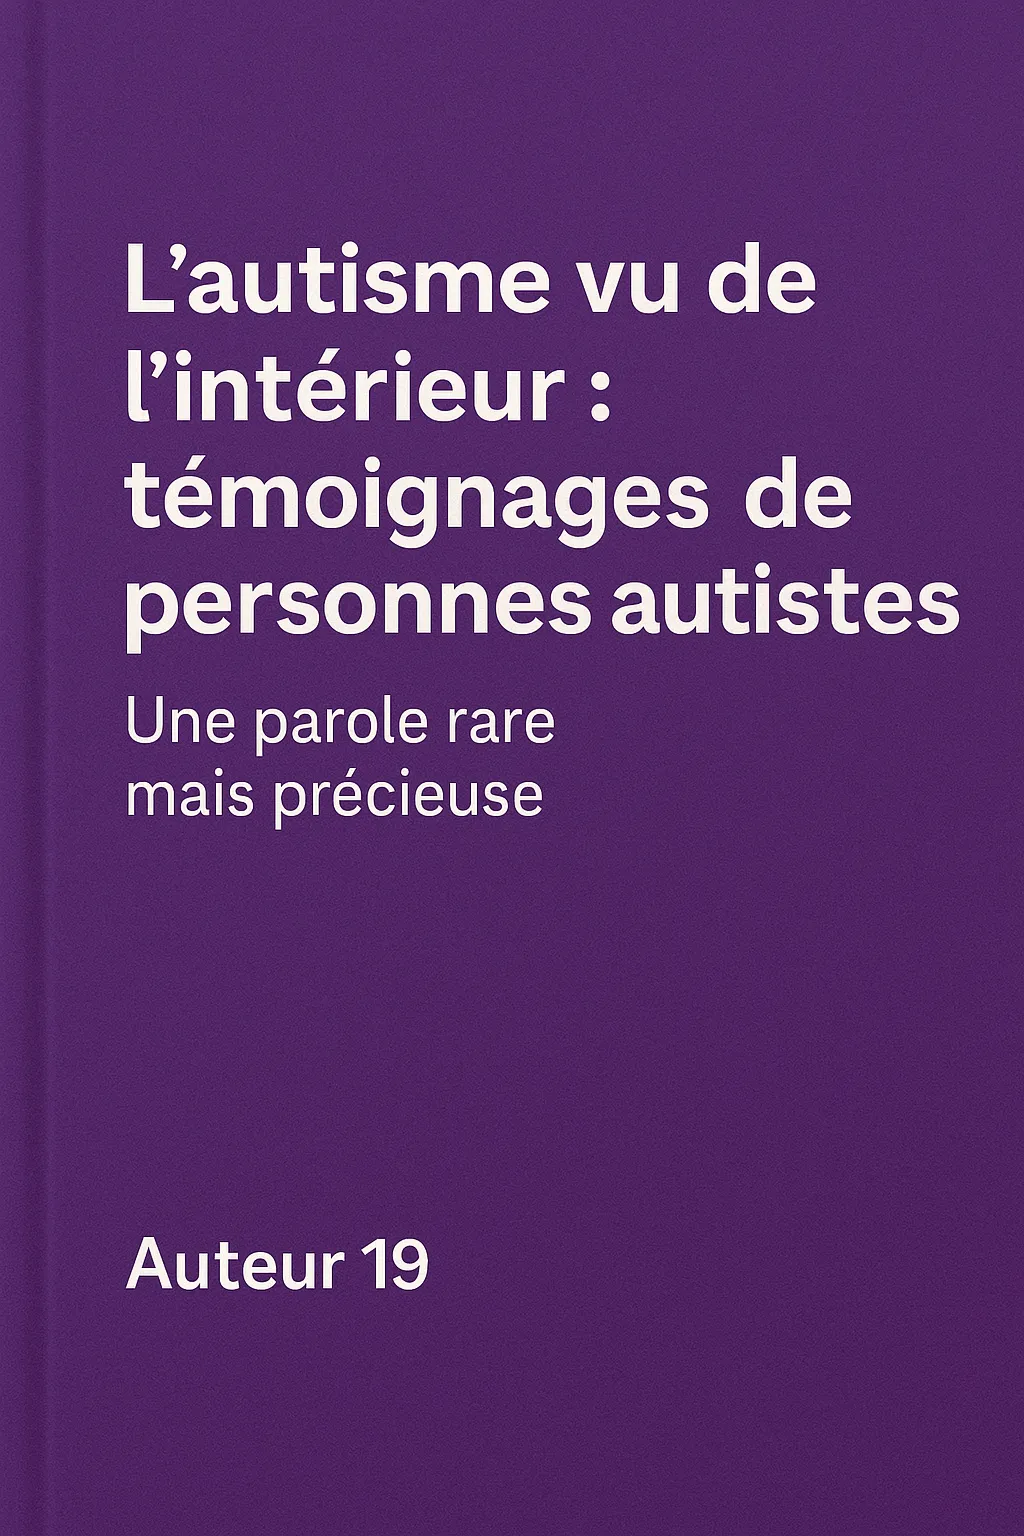 L’autisme vu de
l’intérieur :
témoignages de
personnes autistes
Une parole rare
mais précieuse
Auteur 19